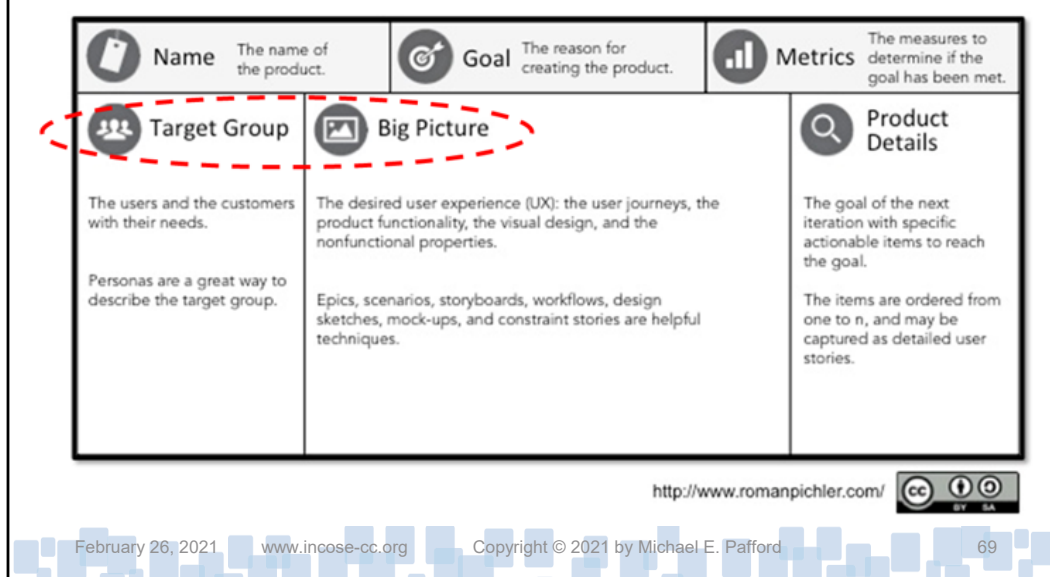 Name
The name of
the product.
Goal
The reason for
creating the product.
Metrics
The measures to
determine if the
goal has been met.
Target Group
The users and the customers
with their needs.
Personas are a great way to
describe the target group.
Big Picture
The desired user experience (UX): the user journeys, the
product functionality, the visual design, and the
nonfunctional properties.
Epics, scenarios, storyboards, workflows, design
sketches, mock-ups, and constraint stories are helpful
techniques.
Product
Details
The goal of the next
iteration with specific
actionable items to reach
the goal.
The items are ordered from
one to n, and may be
captured as detailed user
stories.
http://www.romanpichler.com/
cc
BY SA
February 26, 2021 www.incose-cc.org Copyright © 2021 by Michael E. Pafford 69